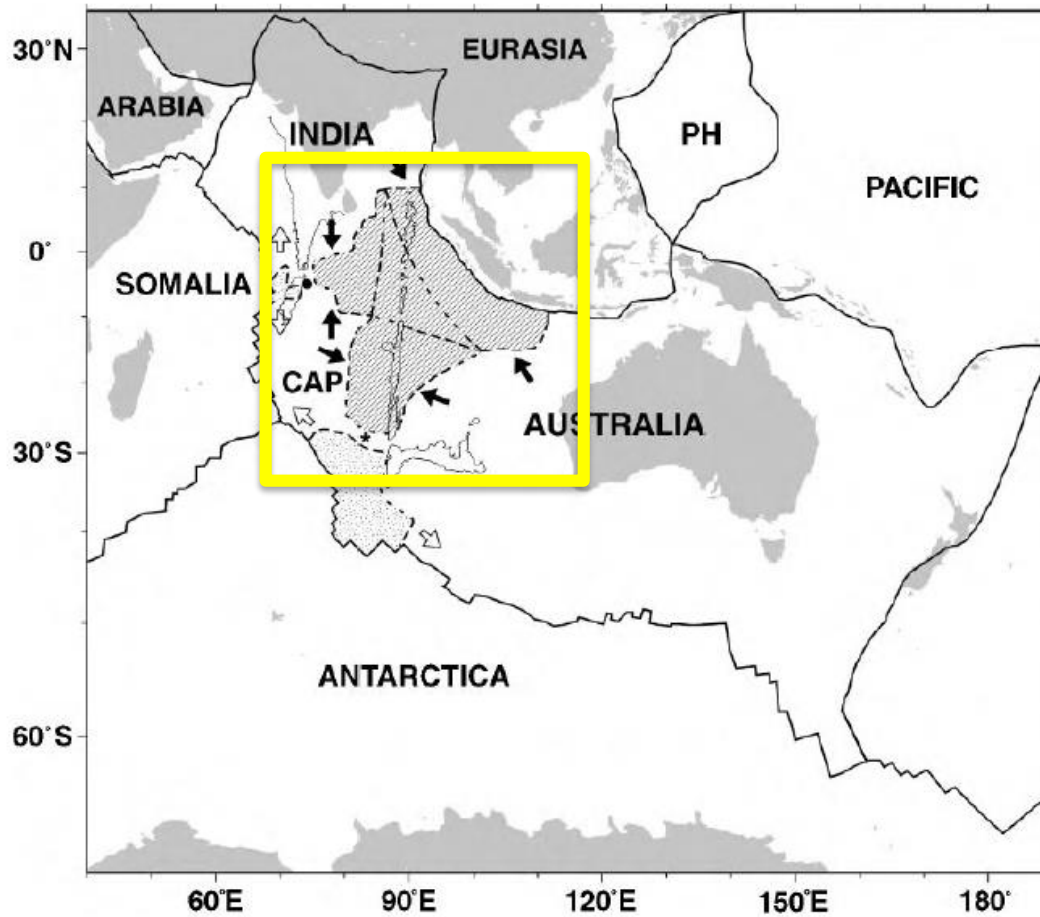 30°N
EURASIA
ARABIA
INDIA
PH
PACIFIC
0°
SOMALIA
CAP
AUSTRALIA
30°S
ANTARCTICA
60°S
60°E
90°E
120°E
150°E
180°